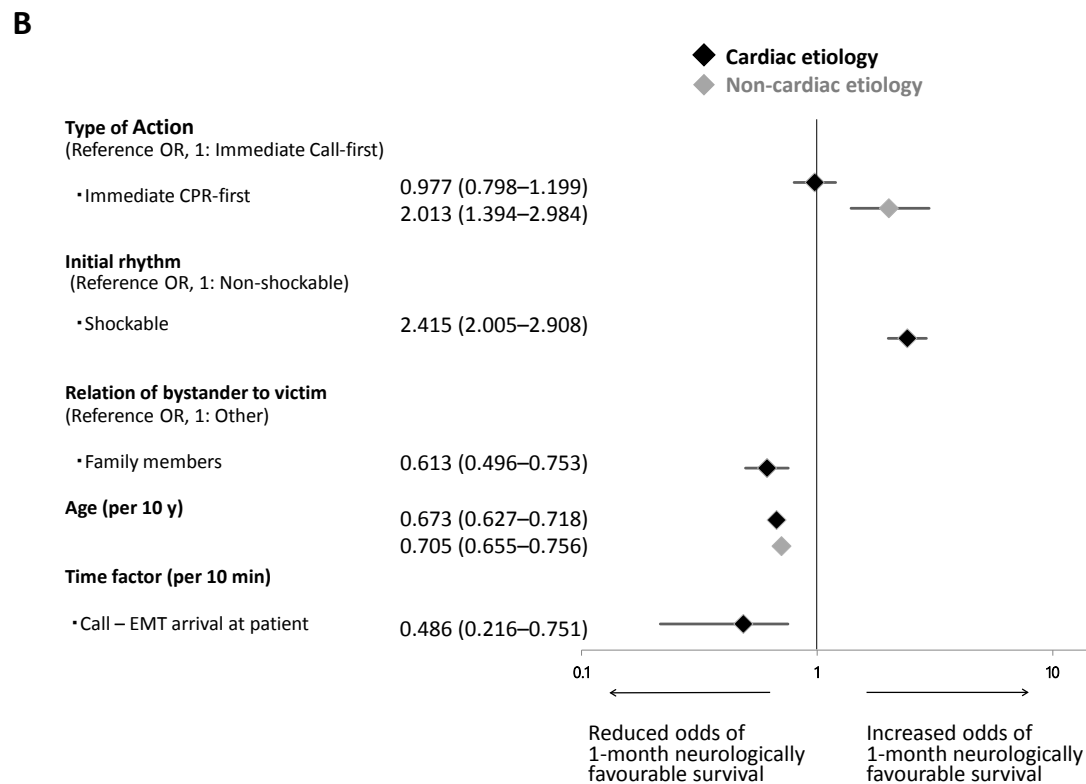 B
Cardiac etiology
Non-cardiac etiology
Type of Action
(Reference OR, 1: Immediate Call-first)
・Immediate CPR-first
0.977 (0.798–1.199)
2.013 (1.394–2.984)
Initial rhythm
(Reference OR, 1: Non-shockable)
・Shockable
2.415 (2.005–2.908)
Relation of bystander to victim
(Reference OR, 1: Other)
・Family members
0.613 (0.496–0.753)
Age (per 10 y)
0.673 (0.627–0.718)
0.705 (0.655–0.756)
Time factor (per 10 min)
・Call – EMT arrival at patient
0.486 (0.216–0.751)
0.1 1 10
Reduced odds of
1-month neurologically
favourable survival
Increased odds of
1-month neurologically
favourable survival